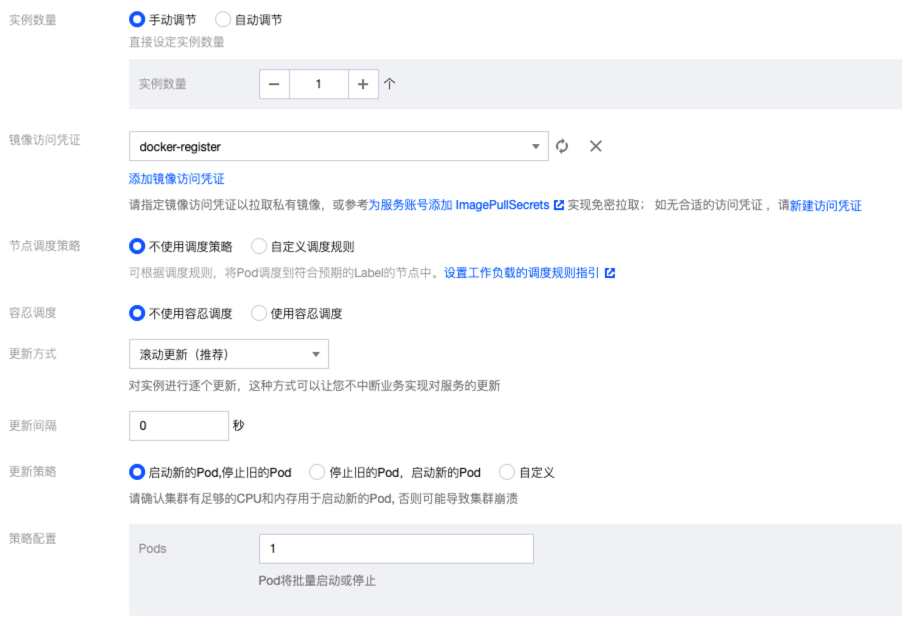 实例数量 手动调节 自动调节
直接设定实例数量
实例数量 − 1 + 个
镜像访问凭证 docker-register
添加镜像访问凭证
请指定镜像访问凭证以拉取私有镜像，或参考为服务账号添加 ImagePullSecrets 实现免密拉取； 如无合适的访问凭证，请新建访问凭证
节点调度策略 不使用调度策略 自定义调度规则
可根据调度规则，将Pod调度到符合预期的Label的节点中。设置工作负载的调度规则指引
容忍调度 不使用容忍调度 使用容忍调度
更新方式 滚动更新（推荐）
对实例进行逐个更新，这种方式可以让您不中断业务实现对服务的更新
更新间隔 0 秒
更新策略 启动新的Pod,停止旧的Pod 停止旧的Pod，启动新的Pod 自定义
请确认集群有足够的CPU和内存用于启动新的Pod, 否则可能导致集群崩溃
策略配置 Pods 1
Pod将批量启动或停止